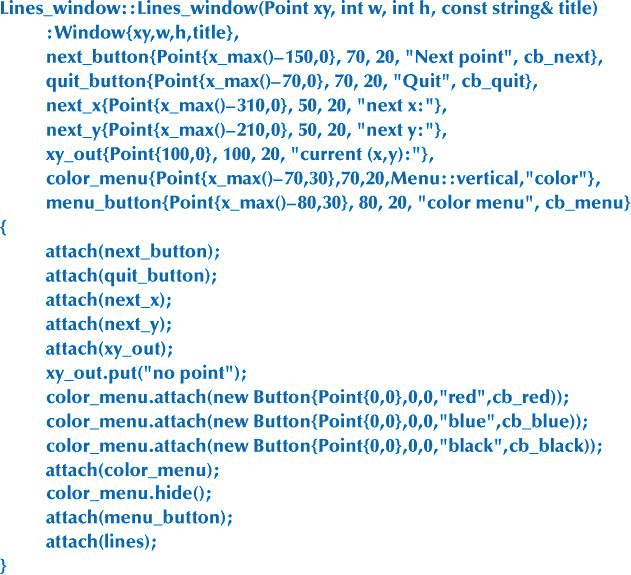 Lines_window::Lines_window(Point xy, int w, int h, const string& title)
:Window{xy,w,h,title},
next_button{Point{x_max()–150,0}, 70, 20, "Next point", cb_next},
quit_button{Point{x_max()–70,0}, 70, 20, "Quit", cb_quit},
next_x{Point{x_max()–310,0}, 50, 20, "next x:"},
next_y{Point{x_max()–210,0}, 50, 20, "next y:"},
xy_out{Point{100,0}, 100, 20, "current (x,y):"},
color_menu{Point{x_max()–70,30},70,20,Menu::vertical,"color"},
menu_button{Point{x_max()–80,30}, 80, 20, "color menu", cb_menu}
{
attach(next_button);
attach(quit_button);
attach(next_x);
attach(next_y);
attach(xy_out);
xy_out.put("no point");
color_menu.attach(new Button{Point{0,0},0,0,"red",cb_red));
color_menu.attach(new Button{Point{0,0},0,0,"blue",cb_blue));
color_menu.attach(new Button{Point{0,0},0,0,"black",cb_black));
attach(color_menu);
color_menu.hide();
attach(menu_button);
attach(lines);
}